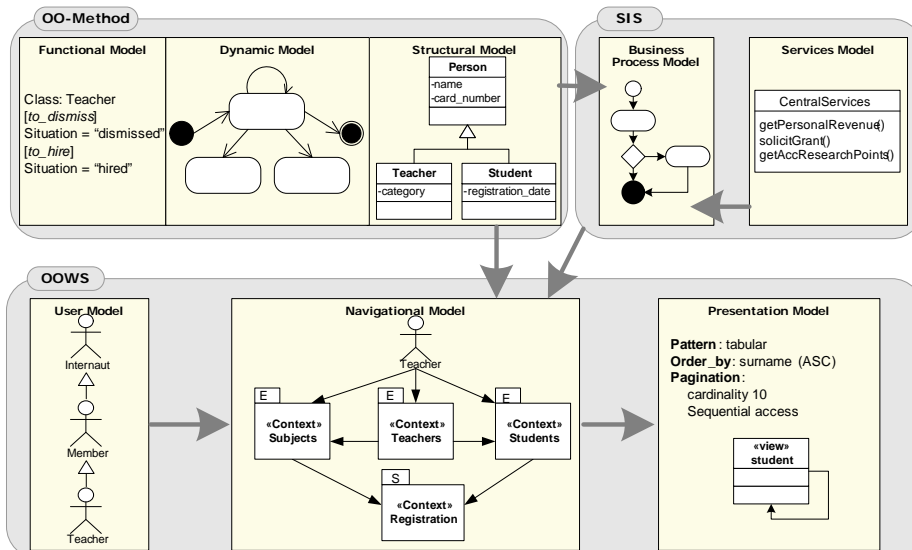 OO-Method
Functional Model
Class: Teacher
[to_dismiss]
Situation = “dismissed”
[to_hire]
Situation = “hired”
Dynamic Model
Structural Model
Person
-name
-card_number
Teacher
-category
Student
-registration_date
SIS
Business
Process Model
Services Model
CentralServices
getPersonalRevenue()
solicitGrant()
getAccResearchPoints()
OOWS
User Model
Internaut
Member
Teacher
Navigational Model
Teacher
E
«Context»
Subjects
E
«Context»
Teachers
E
«Context»
Students
S
«Context»
Registration
Presentation Model
Pattern : tabular
Order_by: surname (ASC)
Pagination :
cardinality 10
Sequential access
«view»
student